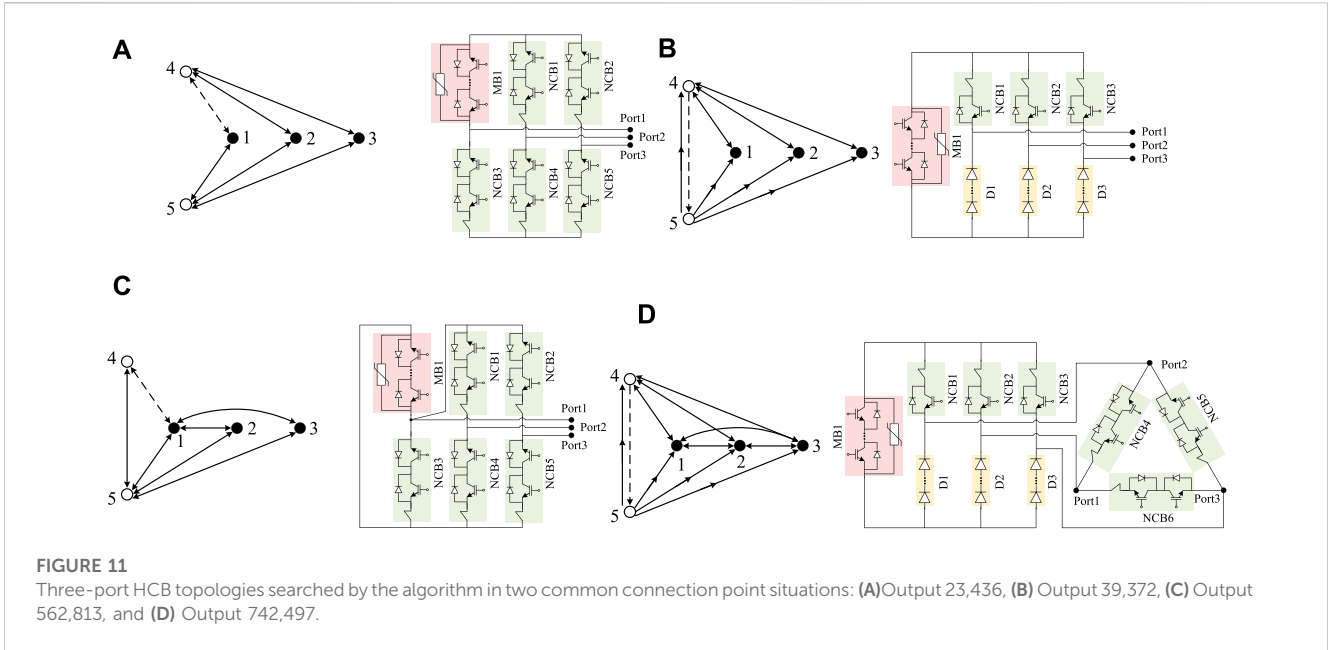 A
4
1
2
3
5
MB1
NCB1
NCB2
Port1
Port2
Port3
NCB3
NCB4
NCB5
B
4
1
2
3
5
MB1
NCB1
NCB2
NCB3
Port1
Port2
Port3
D1
D2
D3
C
4
1
2
3
5
MB1
NCB1
NCB2
Port1
Port2
Port3
NCB3
NCB4
NCB5
D
4
1
2
3
5
MB1
NCB1
NCB2
NCB3
D1
D2
D3
Port2
NCB4
NCB5
Port1
Port3
NCB6
FIGURE 11
Three-port HCB topologies searched by the algorithm in two common connection point situations: (A)Output 23,436, (B) Output 39,372, (C) Output
562,813, and (D) Output 742,497.